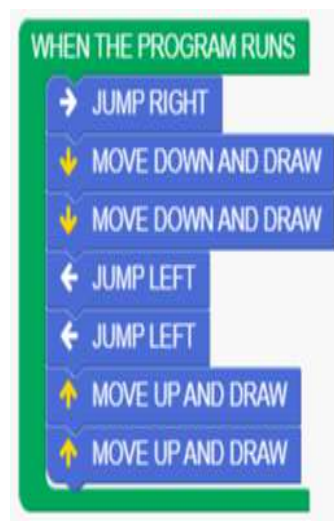 WHEN THE PROGRAM RUNS
JUMP RIGHT
MOVE DOWN AND DRAW
MOVE DOWN AND DRAW
JUMP LEFT
JUMP LEFT
MOVE UP AND DRAW
MOVE UP AND DRAW